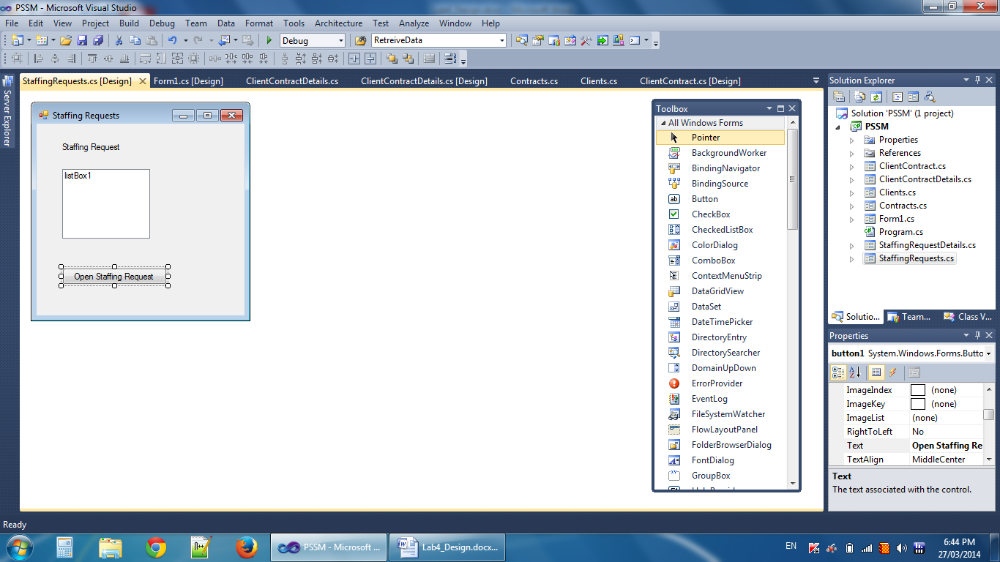 PSSM - Microsoft Visual Studio
File Edit View Project Build Debug Team Data Format Tools Architecture Test Analyze Window Help
Debug RetreiveData
StaffingRequests.cs [Design] Form1.cs [Design] ClientContractDetails.cs ClientContractDetails.cs [Design] Contracts.cs Clients.cs ClientContract.cs [Design]
Server Explorer
Staffing Requests
Staffing Request
listBox1
Open Staffing Request
Toolbox
All Windows Forms
Pointer
BackgroundWorker
BindingNavigator
BindingSource
Button
CheckBox
CheckedListBox
ColorDialog
ComboBox
ContextMenuStrip
DataGridView
DataSet
DateTimePicker
DirectoryEntry
DirectorySearcher
DomainUpDown
ErrorProvider
EventLog
FileSystemWatcher
FlowLayoutPanel
FolderBrowserDialog
FontDialog
GroupBox
Solution Explorer
Solution 'PSSM' (1 project)
PSSM
Properties
References
ClientContract.cs
ClientContractDetails.cs
Clients.cs
Contracts.cs
Form1.cs
Program.cs
StaffingRequestDetails.cs
StaffingRequests.cs
Solutio... Team... Class V...
Properties
button1 System.Windows.Forms.Butto
ImageIndex (none)
ImageKey (none)
ImageList (none)
RightToLeft No
Text Open Staffing Re
TextAlign MiddleCenter
Text
The text associated with the control.
Ready
PSSM - Microsoft ... Lab4_Design.docx... EN 6:44 PM
27/03/2014